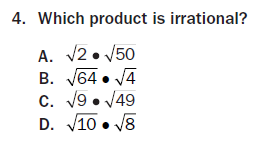 4. Which product is irrational?
A. √2 • √50
B. √64 • √4
C. √9 • √49
D. √10 • √8